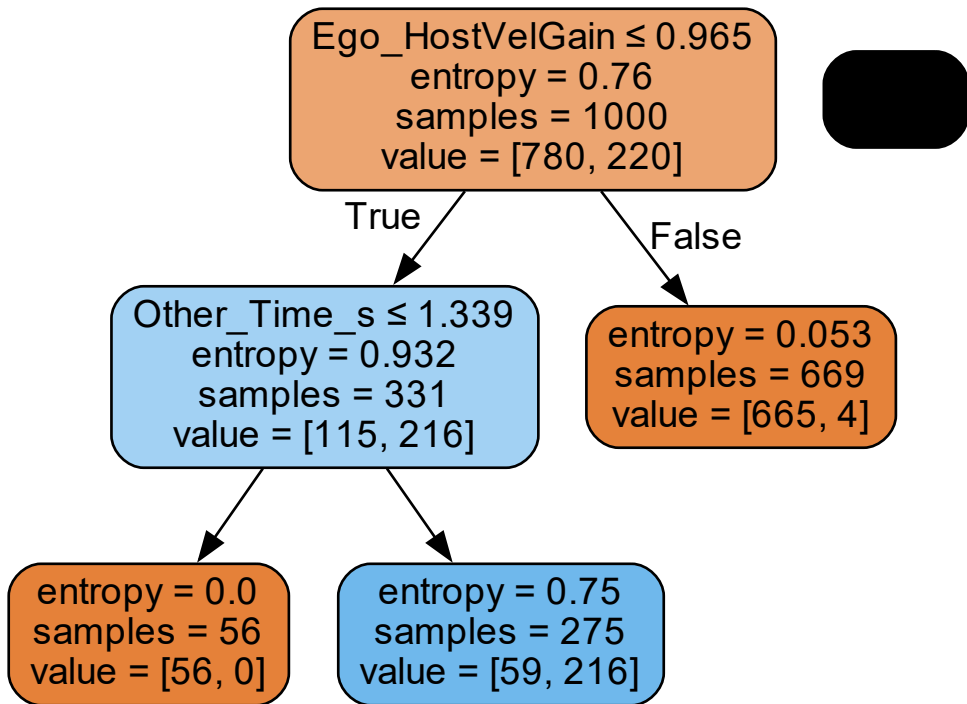 Ego_HostVelGain ≤ 0.965
entropy = 0.76
samples = 1000
value = [780, 220]
True
False
Other_Time_s ≤ 1.339
entropy = 0.932
samples = 331
value = [115, 216]
entropy = 0.053
samples = 669
value = [665, 4]
entropy = 0.0
samples = 56
value = [56, 0]
entropy = 0.75
samples = 275
value = [59, 216]